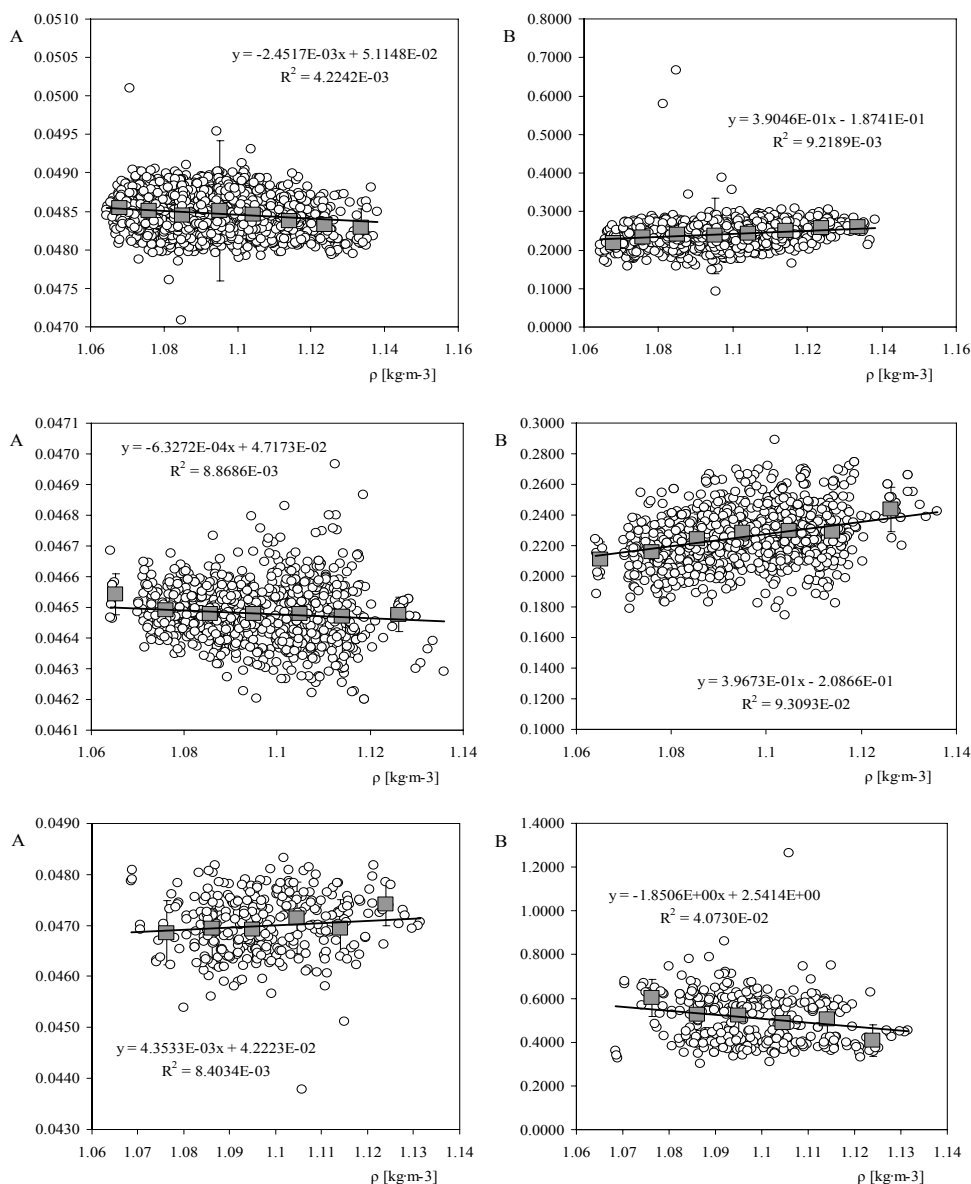 A
0.0510
0.0505
0.0500
0.0495
0.0490
0.0485
0.0480
0.0475
0.0470
y = -2.4517E-03x + 5.1148E-02
R2 = 4.2242E-03
1.06 1.08 1.1 1.12 1.14 1.16
ρ [kg·m-3]
B
0.8000
0.7000
0.6000
0.5000
0.4000
0.3000
0.2000
0.1000
0.0000
y = 3.9046E-01x - 1.8741E-01
R2 = 9.2189E-03
1.06 1.08 1.1 1.12 1.14 1.16
ρ [kg·m-3]
A
0.0471
0.0470
0.0469
0.0468
0.0467
0.0466
0.0465
0.0464
0.0463
0.0462
0.0461
y = -6.3272E-04x + 4.7173E-02
R2 = 8.8686E-03
1.06 1.08 1.1 1.12 1.14
ρ [kg·m-3]
B
0.3000
0.2800
0.2600
0.2400
0.2200
0.2000
0.1800
0.1600
0.1400
0.1200
0.1000
y = 3.9673E-01x - 2.0866E-01
R2 = 9.3093E-02
1.06 1.08 1.1 1.12 1.14
ρ [kg·m-3]
A
0.0490
0.0480
0.0470
0.0460
0.0450
0.0440
0.0430
y = 4.3533E-03x + 4.2223E-02
R2 = 8.4034E-03
1.06 1.07 1.08 1.09 1.10 1.11 1.12 1.13 1.14
ρ [kg·m-3]
B
1.4000
1.2000
1.0000
0.8000
0.6000
0.4000
0.2000
0.0000
y = -1.8506E+00x + 2.5414E+00
R2 = 4.0730E-02
1.06 1.07 1.08 1.09 1.10 1.11 1.12 1.13 1.14
ρ [kg·m-3]